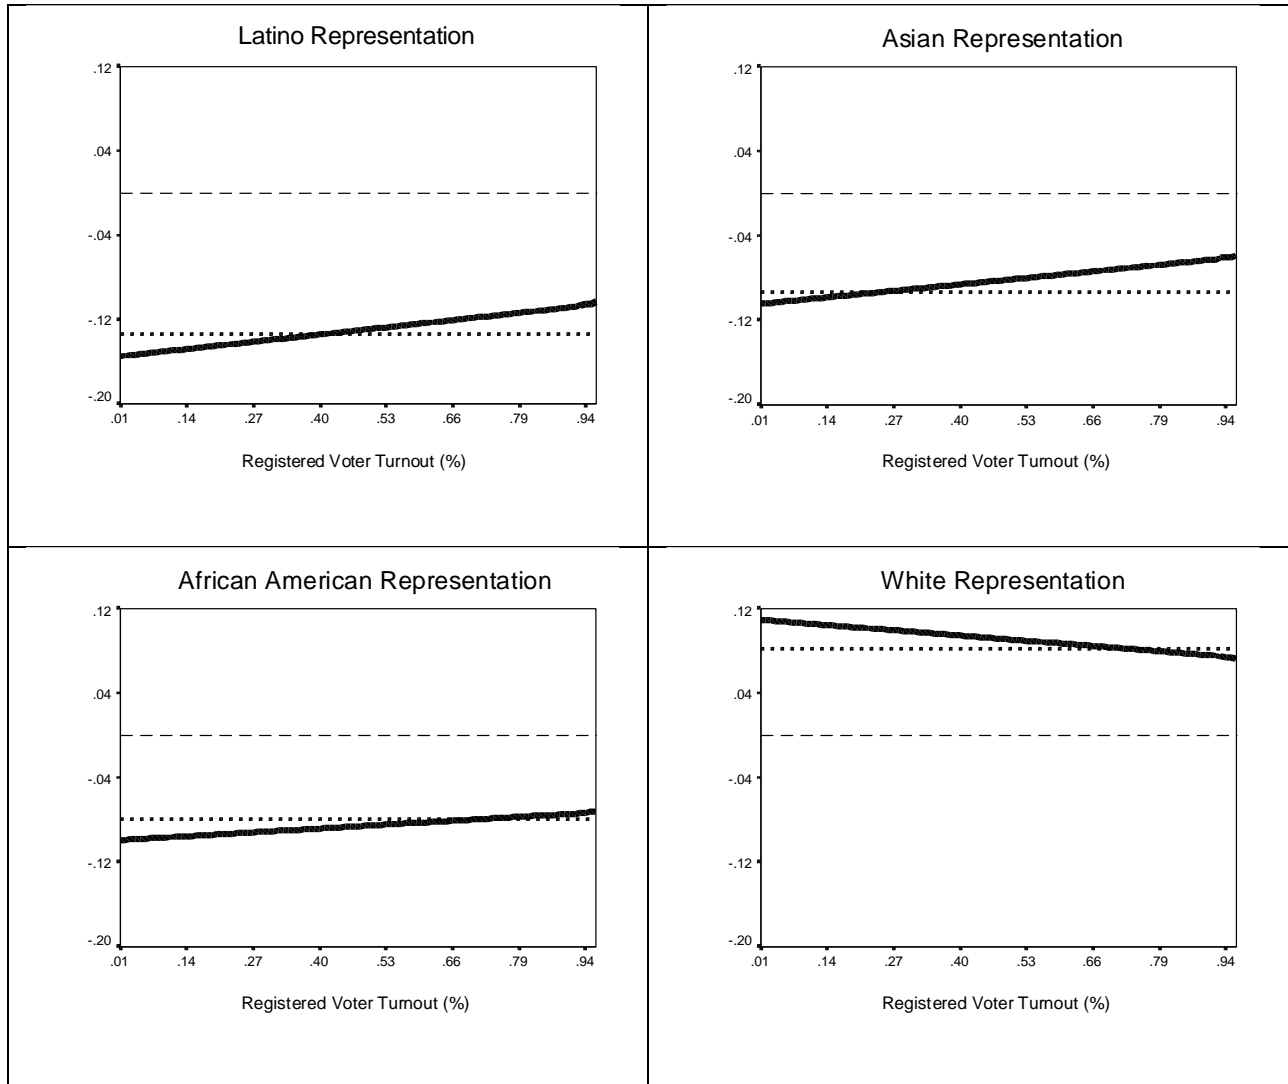 Latino Representation
.12
.04
-.04
-.12
-.20
.01 .14 .27 .40 .53 .66 .79 .94
Registered Voter Turnout (%)
Asian Representation
.12
.04
-.04
-.12
-.20
.01 .14 .27 .40 .53 .66 .79 .94
Registered Voter Turnout (%)
African American Representation
.12
.04
-.04
-.12
-.20
.01 .14 .27 .40 .53 .66 .79 .94
Registered Voter Turnout (%)
White Representation
.12
.04
-.04
-.12
-.20
.01 .14 .27 .40 .53 .66 .79 .94
Registered Voter Turnout (%)